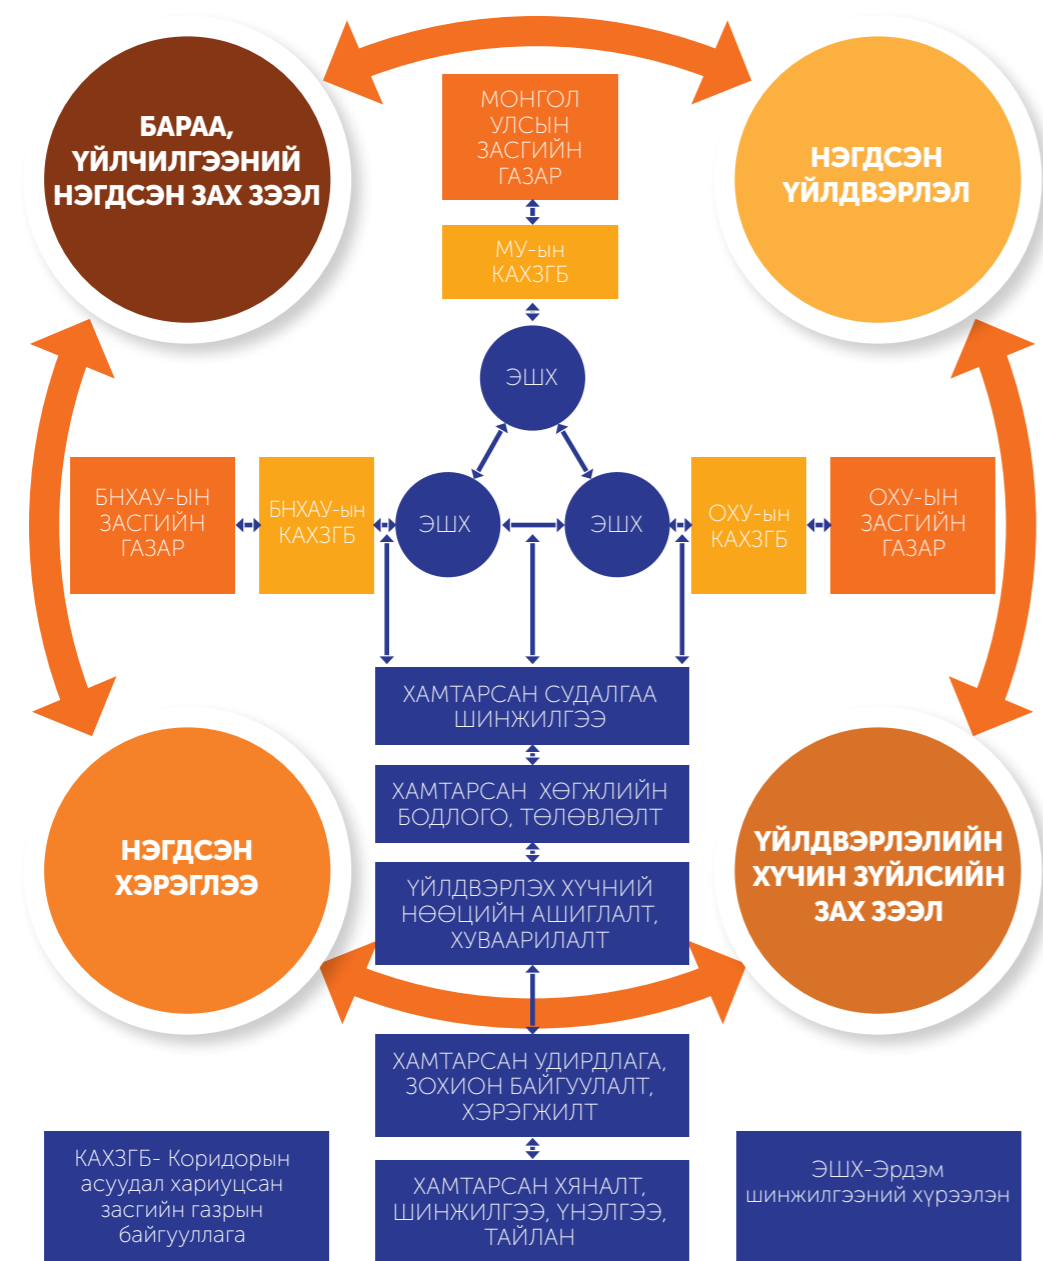 БАРАА,
ҮЙЛЧИЛГЭЭНИЙ
НЭГДСЭН ЗАХ ЗЭЭЛ
МОНГОЛ
УЛСЫН
ЗАСГИЙН
ГАЗАР
НЭГДСЭН
ҮЙЛДВЭРЛЭЛ
МУ-ын
КАХЗГБ
ЭШХ
БНХАУ-ЫН
ЗАСГИЙН
ГАЗАР
БНХАУ-ын
КАХЗГБ
ЭШХ
ЭШХ
ОХУ-ын
КАХЗГБ
ОХУ-ЫН
ЗАСГИЙН
ГАЗАР
ХАМТАРСАН СУДАЛГАА
ШИНЖИЛГЭЭ
ХАМТАРСАН ХӨГЖЛИЙН
БОДЛОГО, ТӨЛӨВЛӨЛТ
НЭГДСЭН
ХЭРЭГЛЭЭ
ҮЙЛДВЭРЛЭХ ХҮЧНИЙ
НӨӨЦИЙН АШИГЛАЛТ,
ХУВААРИЛАЛТ
ҮЙЛДВЭРЛЭЛИЙН
ХҮЧИН ЗҮЙЛСИЙН
ЗАХ ЗЭЭЛ
ХАМТАРСАН УДИРДЛАГА,
ЗОХИОН БАЙГУУЛАЛТ,
ХЭРЭГЖИЛТ
КАХЗГБ- Коридорын
асуудал хариуцсан
засгийн газрын
байгууллага
ХАМТАРСАН ХЯНАЛТ,
ШИНЖИЛГЭЭ, ҮНЭЛГЭЭ,
ТАЙЛАН
ЭШХ-Эрдэм
шинжилгээний хүрээлэн